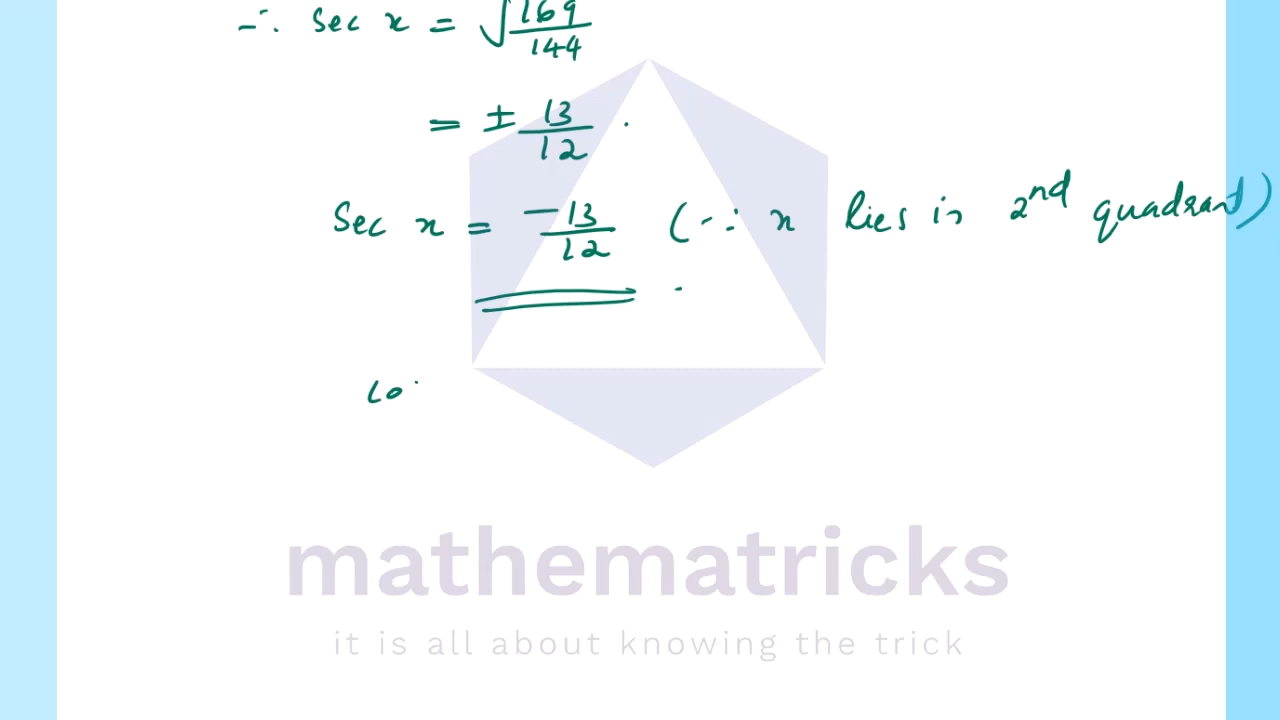 ∴ Sec x = √169/144
= ± 13/12 .
Sec x = -13/12 (∵ x lies in 2nd quadrant)
co
mathematricks
it is all about knowing the trick